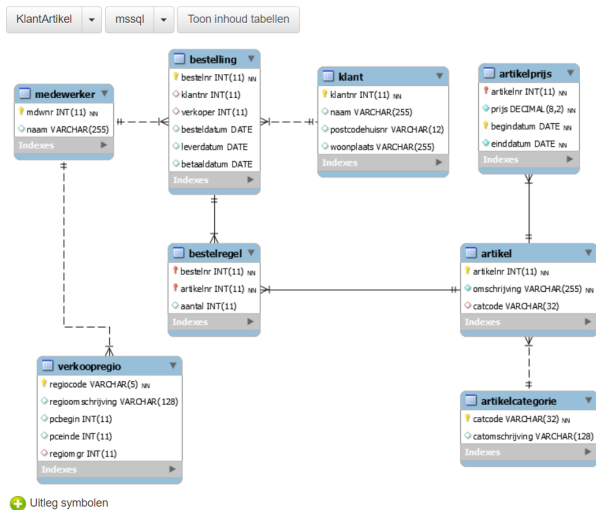 KlantArtikel
mssql
Toon inhoud tabellen
medewerker
mdwnr INT(11) NN
naam VARCHAR(255)
Indexes
bestelling
bestelnr INT(11) NN
klantnr INT(11)
verkoper INT(11)
besteldatum DATE
leverdatum DATE
betaaldatum DATE
Indexes
klant
klantnr INT(11) NN
naam VARCHAR(255)
postcodehuisnr VARCHAR(12)
woonplaats VARCHAR(255)
Indexes
artikelprijs
artikelnr INT(11) NN
prijs DECIMAL(8,2) NN
begindatum DATE NN
einddatum DATE NN
Indexes
bestelregel
bestelnr INT(11) NN
artikelnr INT(11) NN
aantal INT(11)
Indexes
artikel
artikelnr INT(11) NN
omschrijving VARCHAR(255) NN
catcode VARCHAR(32)
Indexes
verkoopregio
regiocode VARCHAR(5) NN
regioomschrijving VARCHAR(128)
pcbegin INT(11)
pceinde INT(11)
regiomgr INT(11)
Indexes
artikelcategorie
catcode VARCHAR(32) NN
catomschrijving VARCHAR(128)
Indexes
Uitleg symbolen